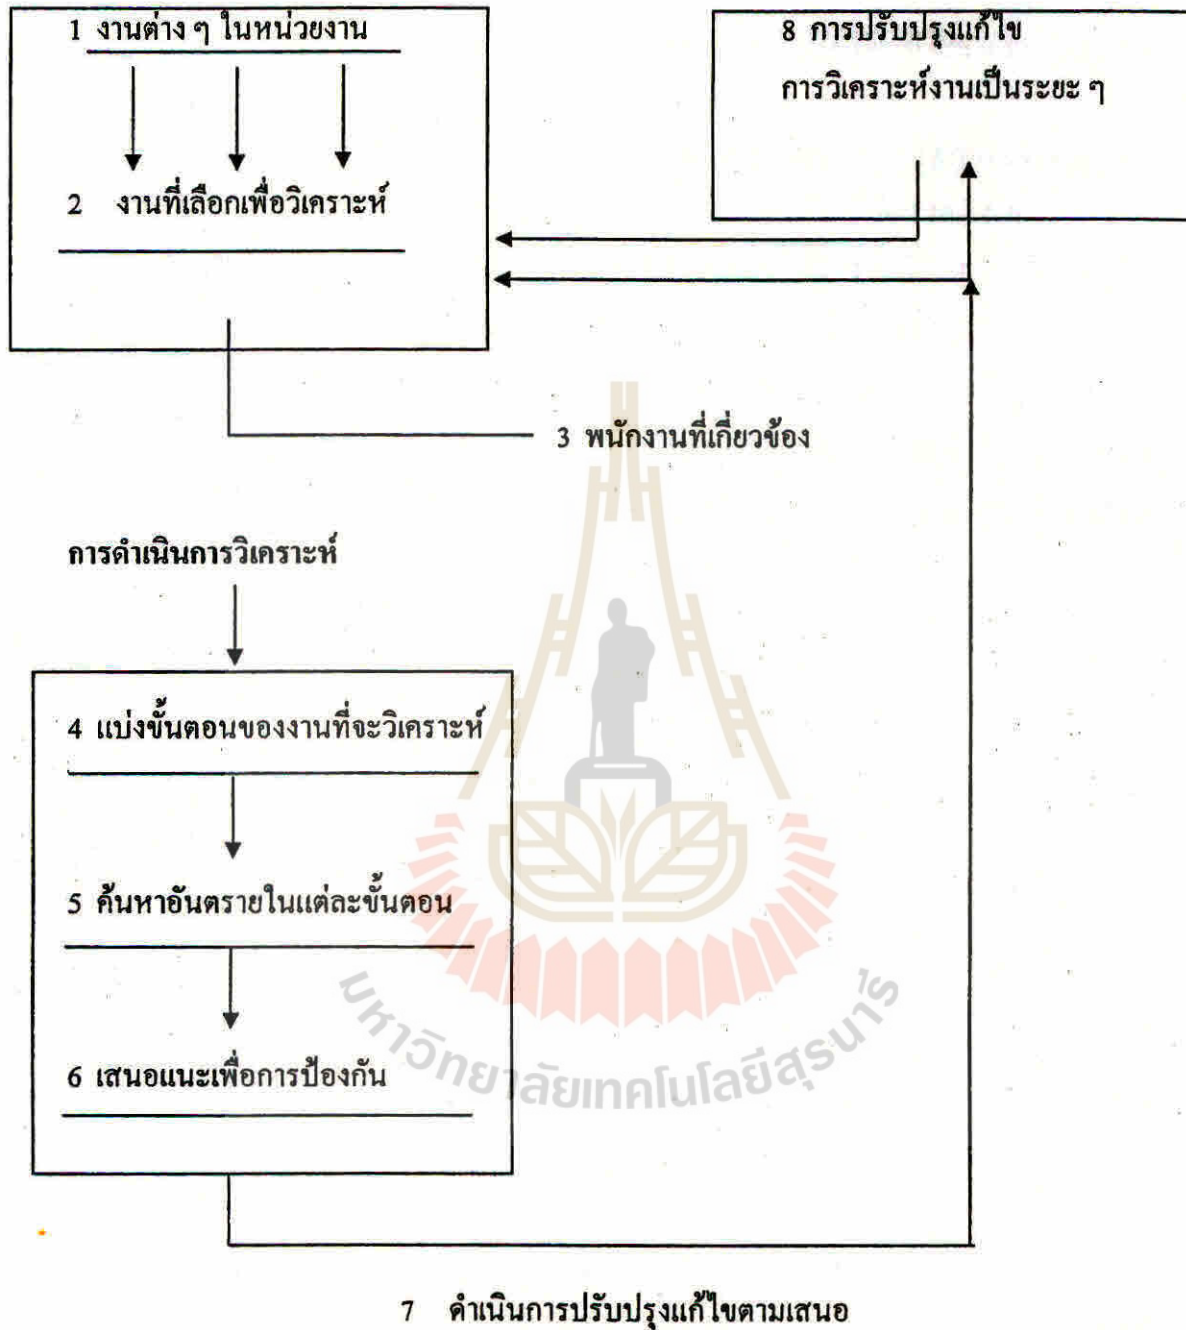 1 งานต่าง ๆ ในหน่วยงาน
2 งานที่เลือกเพื่อวิเคราะห์
8 การปรับปรุงแก้ไข
การวิเคราะห์งานเป็นระยะ ๆ
3 พนักงานที่เกี่ยวข้อง
การดำเนินการวิเคราะห์
4 แบ่งขั้นตอนของงานที่จะวิเคราะห์
5 ค้นหาอันตรายในแต่ละขั้นตอน
6 เสนอแนะเพื่อการป้องกัน
มหาวิทยาลัยเทคโนโลยีสุรนารี
7 ดำเนินการปรับปรุงแก้ไขตามเสนอ